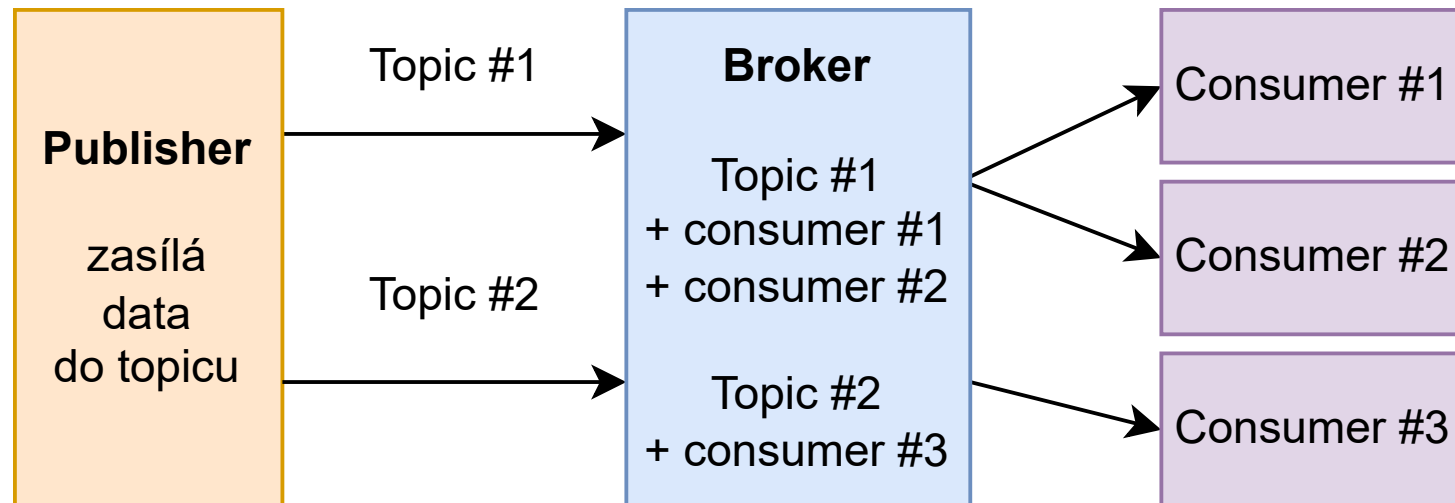 Publisher
zasílá
data
do topicu
Topic #1
Topic #2
Broker
Topic #1
+ consumer #1
+ consumer #2
Topic #2
+ consumer #3
Consumer #1
Consumer #2
Consumer #3